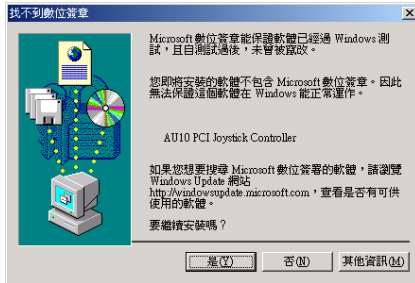 找不到數位簽章
Microsoft 數位簽章能保證軟體已經過 Windows 測
試，且自測試過後，未曾被竄改。
您即將安裝的軟體不包含 Microsoft 數位簽章。因此
無法保證這個軟體在 Windows 能正常運作。
AU10 PCI Joystick Controller
如果您想要搜尋 Microsoft 數位簽署的軟體，請瀏覽
Windows Update 網站
http://windowsupdate.microsoft.com，查看是否有可供
使用的軟體。
要繼續安裝嗎？
是(Y) 否(N) 其他資訊(M)